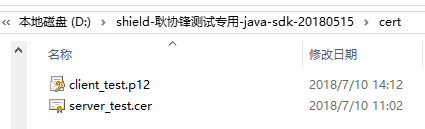 本地磁盘 (D:) › shield-耿协锋测试专用-java-sdk-20180515 › cert
名称 修改日期
client_test.p12 2018/7/10 14:12
server_test.cer 2018/7/10 11:02